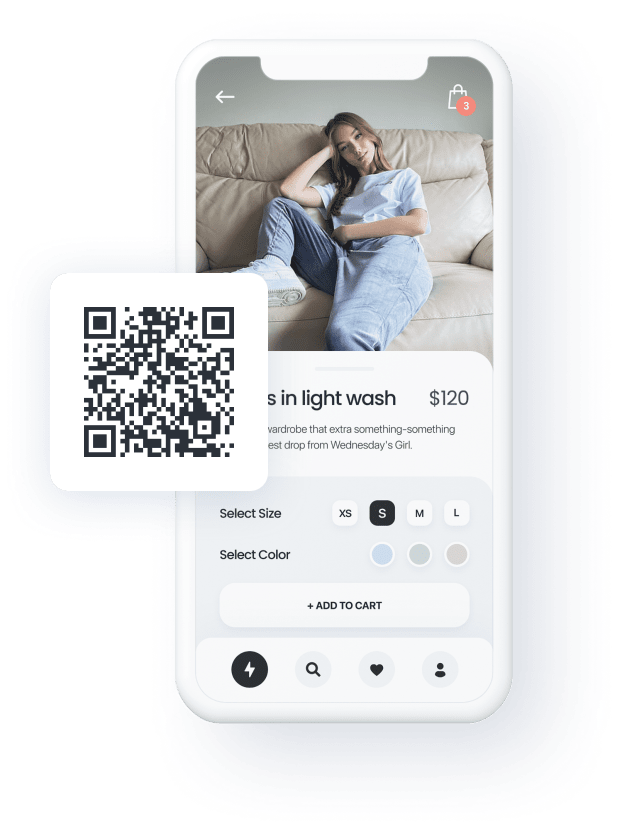 3
s in light wash $120
wardrobe that extra something-something
est drop from Wednesday's Girl.
Select Size XS S M L
Select Color
+ ADD TO CART